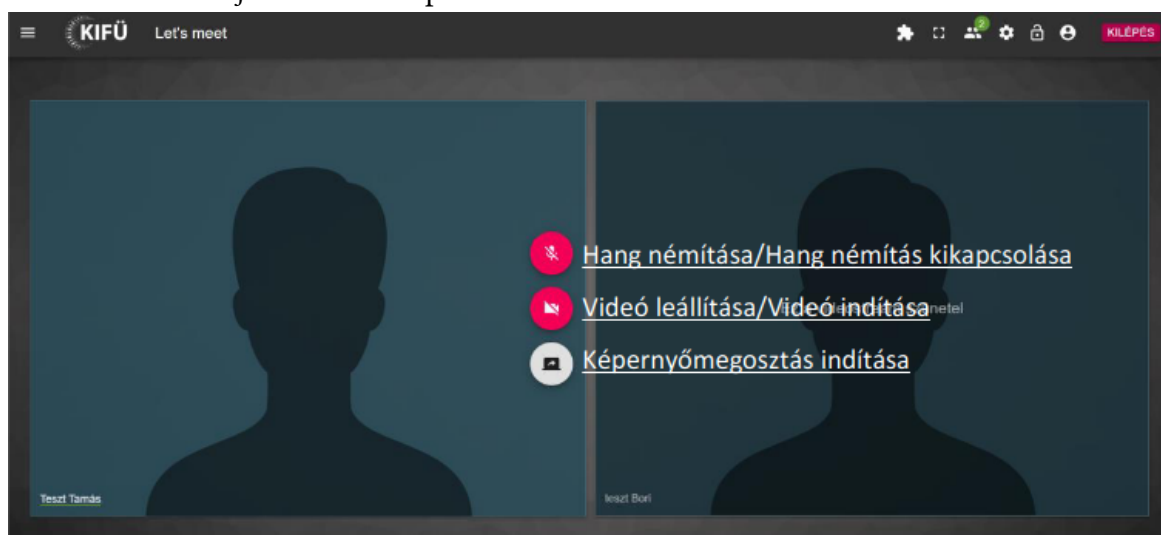 KIFÜ Let's meet 2 KILÉPÉS
Hang némítása/Hang némítás kikapcsolása
Videó leállítása/Videó indítása
Képernyőmegosztás indítása
Teszt Tamás
teszt Bori